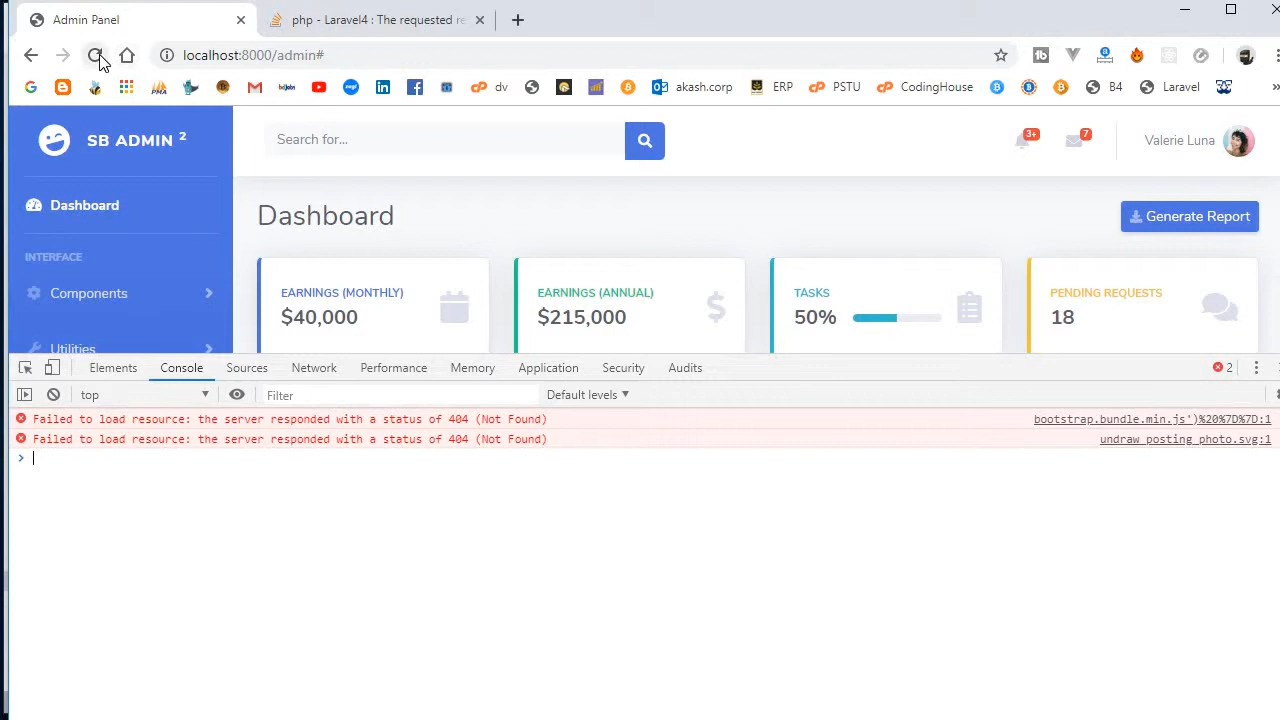 Admin Panel
php - Laravel4 : The requested re
localhost:8000/admin#
dv
akash.corp
ERP
PSTU
CodingHouse
B4
Laravel
SB ADMIN 2
Search for...
3+
7
Valerie Luna
Dashboard
Dashboard
Generate Report
INTERFACE
Components
Utilities
EARNINGS (MONTHLY)
$40,000
EARNINGS (ANNUAL)
$215,000
TASKS
50%
PENDING REQUESTS
18
Elements Console Sources Network Performance Memory Application Security Audits
2
top
Filter
Default levels
Failed to load resource: the server responded with a status of 404 (Not Found) bootstrap.bundle.min.js')%20%7D%7D:1
Failed to load resource: the server responded with a status of 404 (Not Found) undraw_posting_photo.svg:1